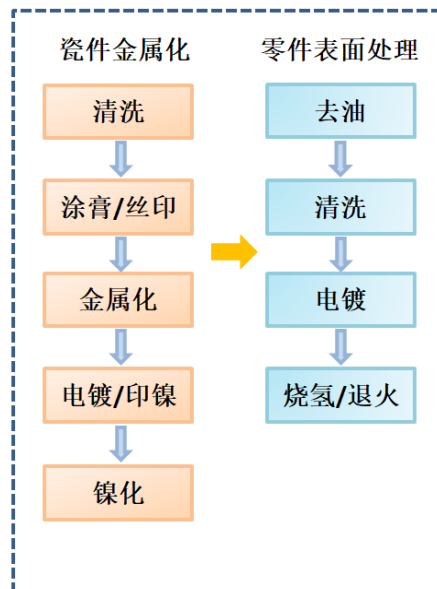 瓷件金属化
清洗
涂膏/丝印
金属化
电镀/印镍
镍化
零件表面处理
去油
清洗
电镀
烧氢/退火